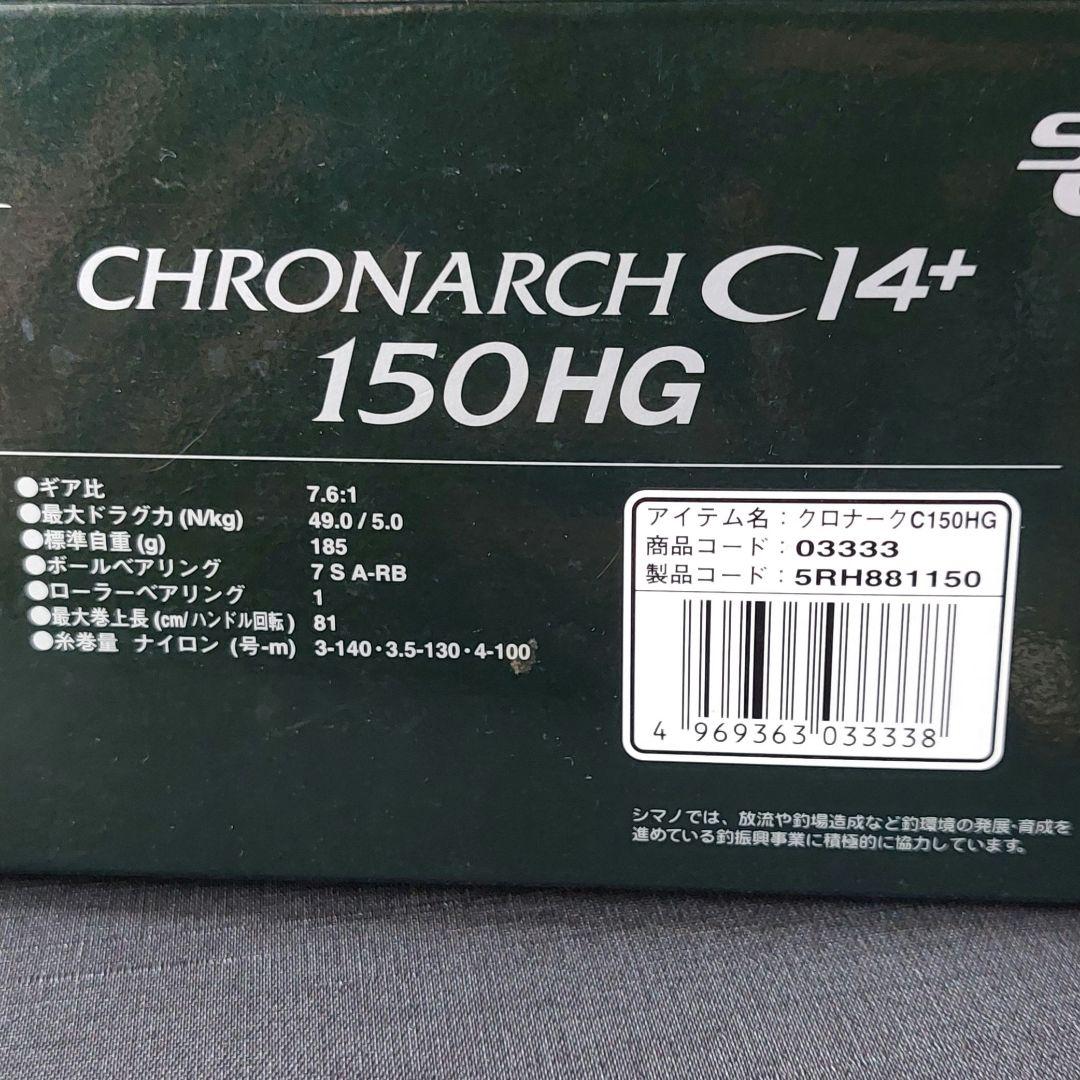 CHRONARCH CI4+
150HG
●ギア比 7.6:1
●最大ドラグ力 (N/kg) 49.0 / 5.0
●標準自重 (g) 185
●ボールベアリング 7 S A-RB
●ローラーベアリング 1
●最大巻上長 (cm/ハンドル回転) 81
●糸巻量 ナイロン (号-m) 3-140・3.5-130・4-100
アイテム名：クロナークC150HG
商品コード：03333
製品コード：5RH881150
4 969363 033338
シマノでは、放流や釣場造成など釣環境の発展・育成を
進めている釣振興事業に積極的に協力しています。